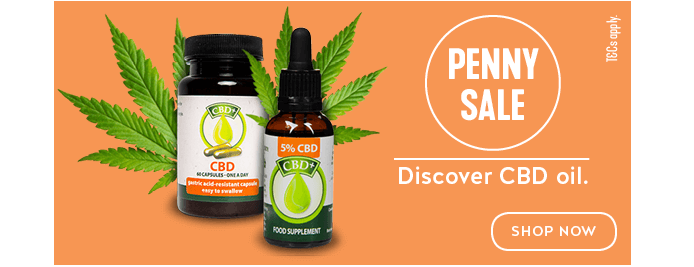 T&Cs apply.
PENNY
SALE
Discover CBD oil.
SHOP NOW
CBD+
CBD
60 CAPSULES - ONE A DAY
gastric acid-resistant capsule
easy to swallow
5% CBD
CBD+
FOOD SUPPLEMENT